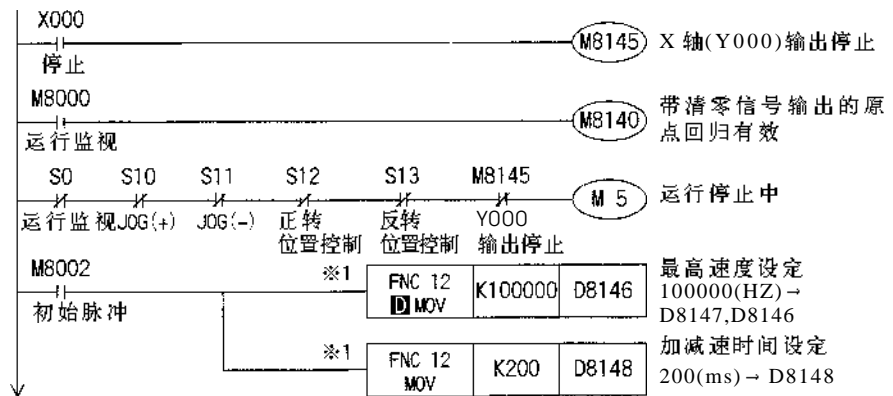 X000
M8145 X 轴(Y000)输出停止
停止
M8000
M8140 带清零信号输出的原
点回归有效
运行监视
S0 S10 S11 S12 S13 M8145
M 5 运行停止中
运行监视 JOG(+) JOG(-) 正转 反转 Y000
位置控制 位置控制 输出停止
M8002 ※1 FNC 12 D MOV K100000 D8146
初始脉冲
最高速度设定
100000(HZ)→
D8147,D8146
※1 FNC 12 MOV K200 D8148
加减速时间设定
200(ms)→ D8148